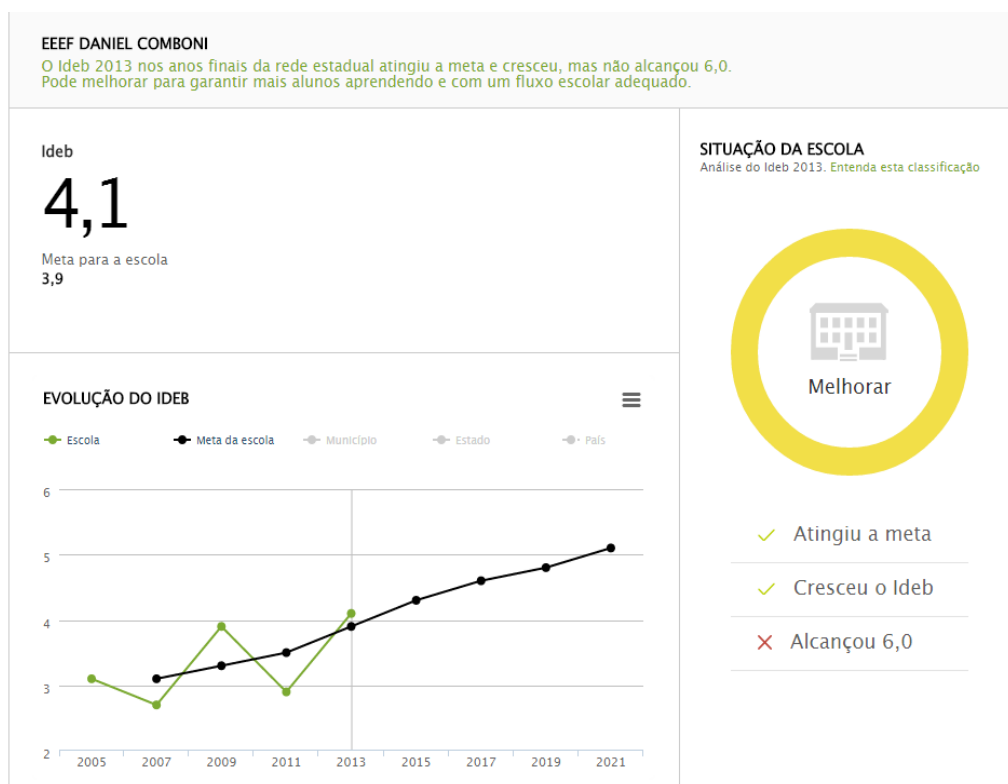 EEEF DANIEL COMBONI
O Ideb 2013 nos anos finais da rede estadual atingiu a meta e cresceu, mas não alcançou 6,0.
Pode melhorar para garantir mais alunos aprendendo e com um fluxo escolar adequado.
Ideb
4,1
Meta para a escola
3,9
SITUAÇÃO DA ESCOLA
Análise do Ideb 2013. Entenda esta classificação
Melhorar
Atingiu a meta
Cresceu o Ideb
Alcançou 6,0
EVOLUÇÃO DO IDEB
Escola Meta da escola Município Estado País
6
5
4
3
2
2005 2007 2009 2011 2013 2015 2017 2019 2021